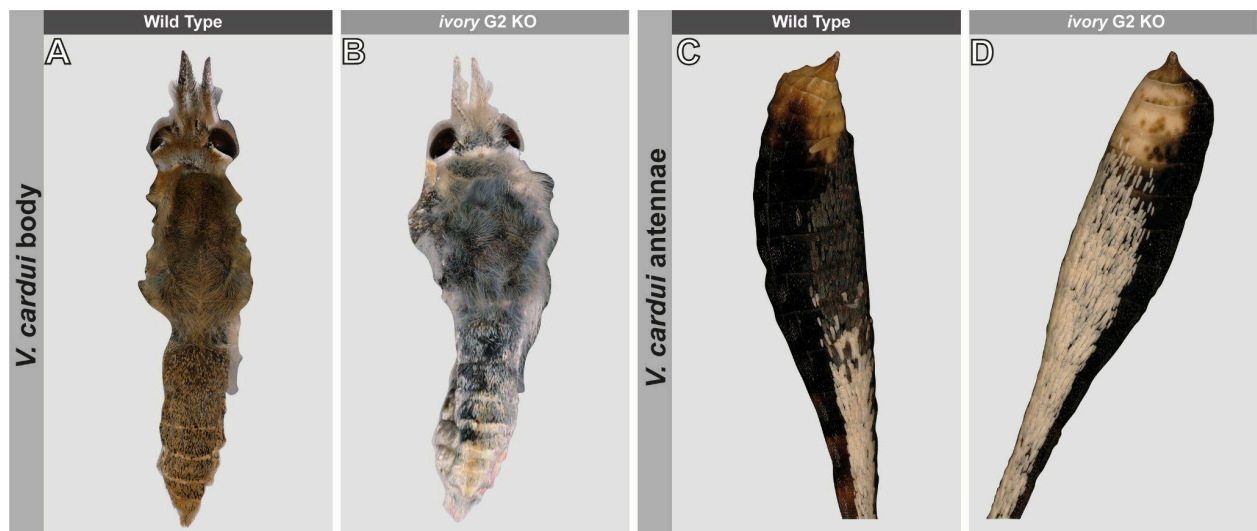 Wild Type
ivory G2 KO
V. cardui body
A
B
Wild Type
ivory G2 KO
V. cardui antennae
C
D